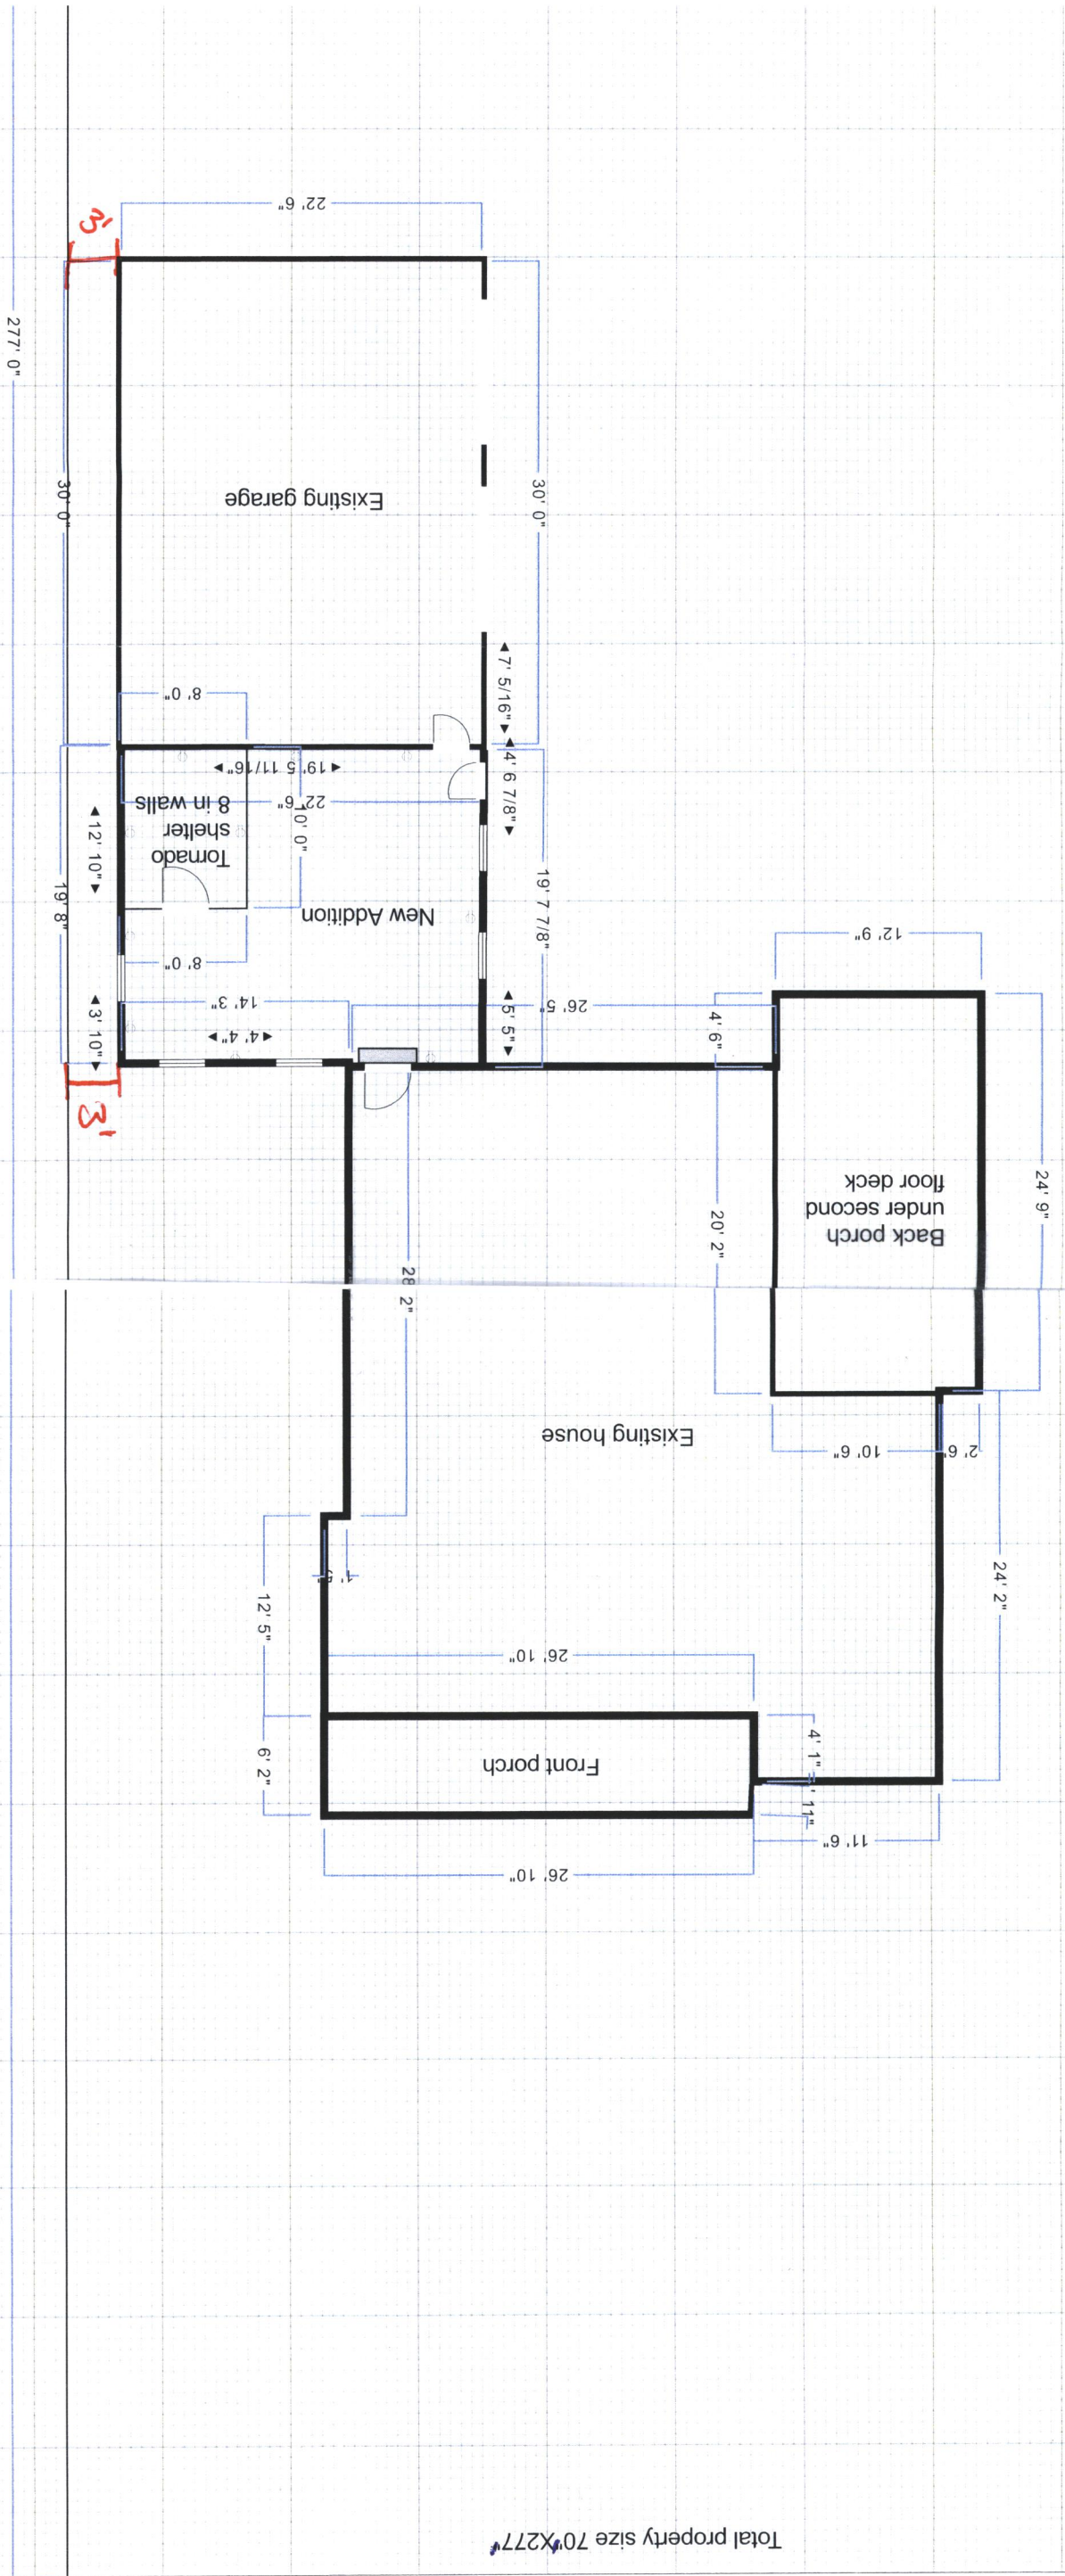 3'
22' 6"
277' 0"
30' 0"
30' 0"
Existing garage
7' 5/16"
8' 0"
19' 5 11/16"
4' 6 7/8"
22' 6"
Tornado
shelter
8 in walls
10' 0"
12' 10"
19' 8"
19' 7 7/8"
New Addition
8' 0"
12' 9"
14' 3"
26' 5"
3' 10"
4' 4"
5' 5"
4' 6"
3'
Back porch
under second
floor deck
24' 9"
20' 2"
28' 2"
Existing house
10' 6"
2' 6"
24' 2"
12' 5"
1' 5"
26' 10"
Front porch
6' 2"
4' 1"
11"
11' 6"
26' 10"
Total property size 70'X277'